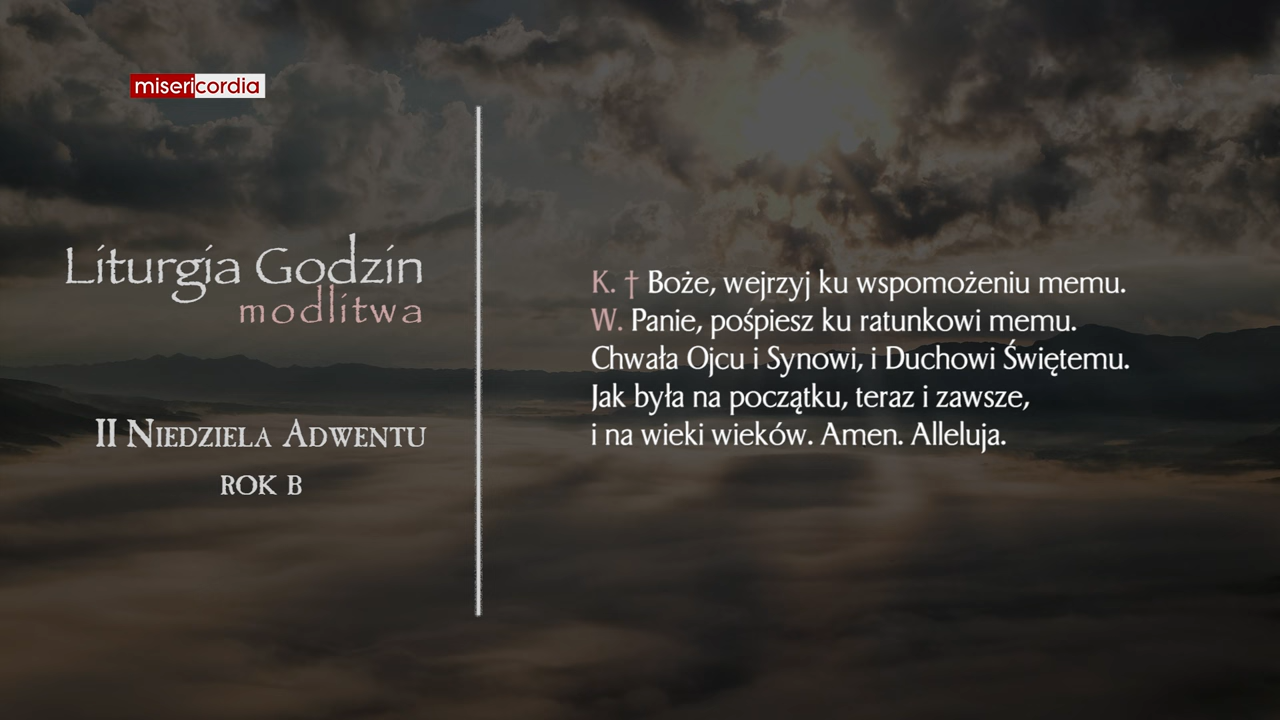 misericordia
Liturgia Godzin
modlitwa
II Niedziela Adwentu
rok B
K. † Boże, wejrzyj ku wspomożeniu memu.
W. Panie, pośpiesz ku ratunkowi memu.
Chwała Ojcu i Synowi, i Duchowi Świętemu.
Jak była na początku, teraz i zawsze,
i na wieki wieków. Amen. Alleluja.